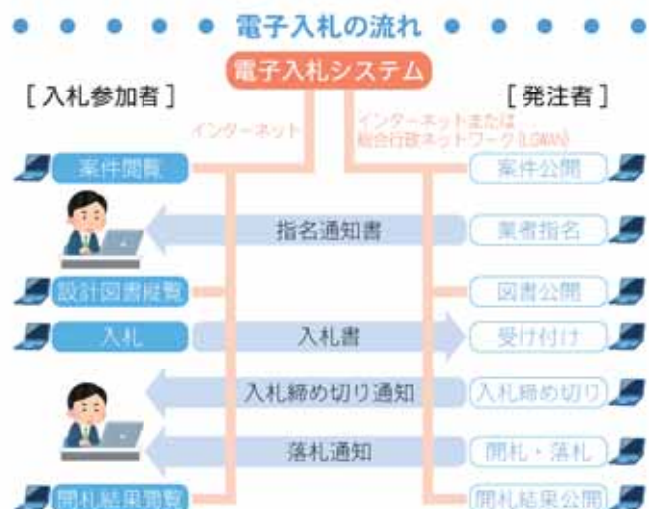 電子入札の流れ
電子入札システム
[ 入札参加者 ]
[ 発注者 ]
インターネット
インターネットまたは
総合行政ネットワーク(LGWAN)
案件閲覧
案件公開
指名通知書
業者指名
設計図書縦覧
図書公開
入札
入札書
受け付け
入札締め切り通知
入札締め切り
落札通知
開札・落札
開札結果閲覧
開札結果公開